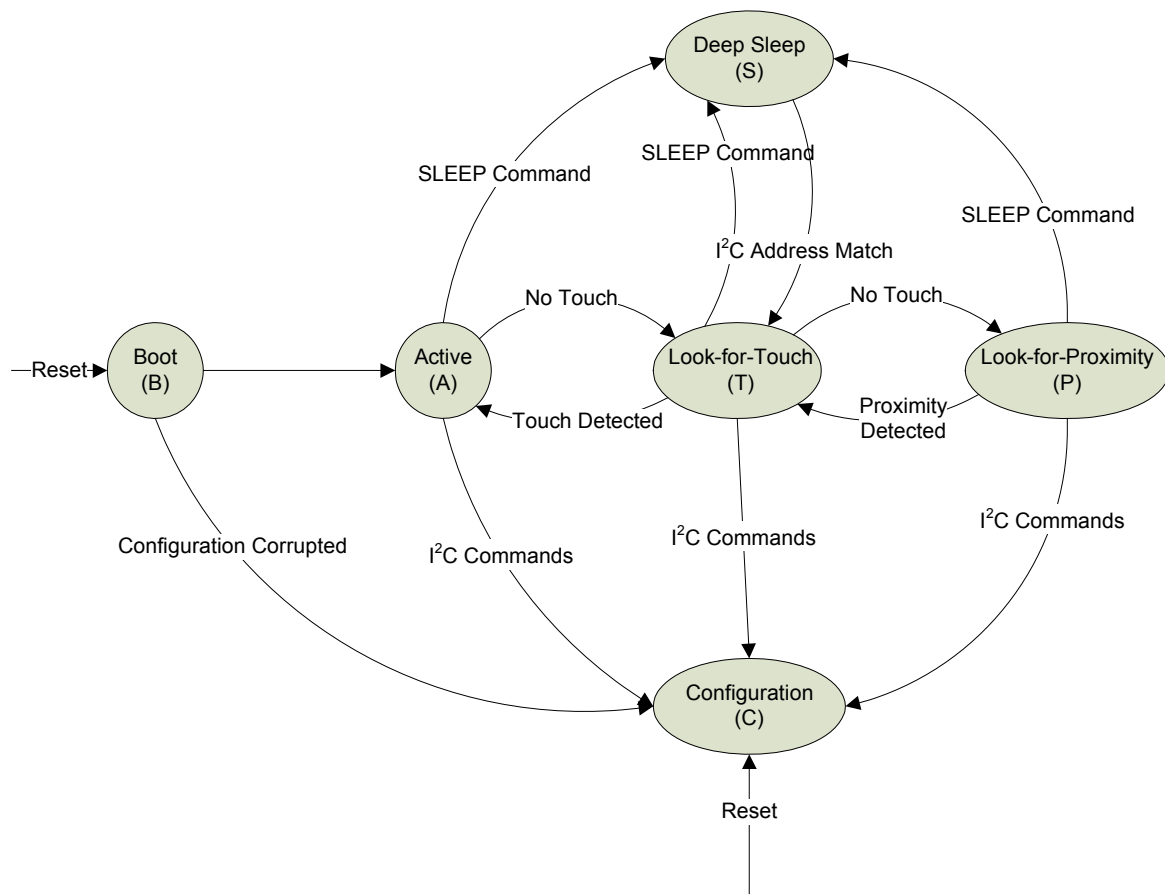 Deep Sleep
(S)
SLEEP Command
SLEEP Command
SLEEP Command
I²C Address Match
No Touch
No Touch
Reset
Boot
(B)
Active
(A)
Look-for-Touch
(T)
Look-for-Proximity
(P)
Touch Detected
Proximity
Detected
Configuration Corrupted
I²C Commands
I²C Commands
I²C Commands
Configuration
(C)
Reset